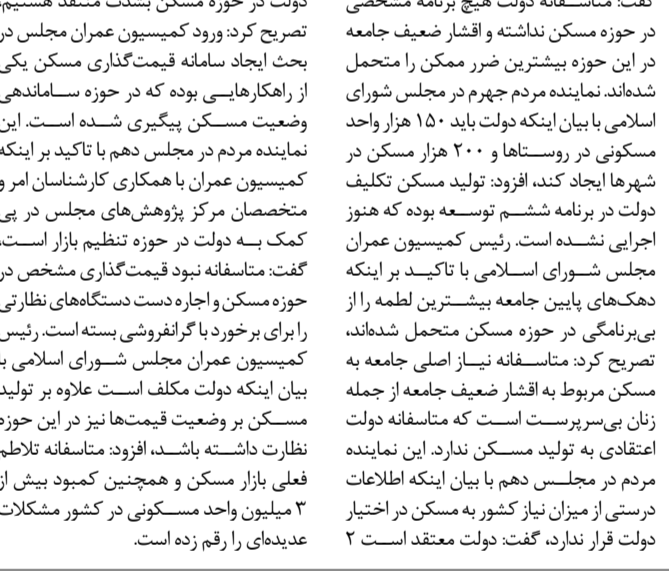 گفت: متاســـفانه دولت هیچ برنامه مشخصی
در حوزه مسکن نداشته و اقشار ضعیف جامعه
در این حوزه بیشترین ضرر ممکن را متحمل
شده‌اند. نماینده مردم جهرم در مجلس شورای
اسلامی با بیان اینکه دولت باید ۱۵۰ هزار واحد
مسکونی در روستاها و ۲۰۰ هزار مسکن در
شهرها ایجاد کند، افزود: تولید مسکن تکلیف
دولت در برنامه ششم توسعه بوده که هنوز
اجرایی نشده است. رئیس کمیسیون عمران
مجلس شورای اسلامی با تاکید بر اینکه
دهک‌های پایین جامعه بیشترین لطمه را از
بی‌برنامگی در حوزه مسکن متحمل شده‌اند،
تصریح کرد: متاسفانه نیاز اصلی جامعه به
مسکن مربوط به اقشار ضعیف جامعه از جمله
زنان بی‌سرپرست است که متاسفانه دولت
اعتقادی به تولید مسکن ندارد. این نماینده
مردم در مجلس دهم با بیان اینکه اطلاعات
درستی از میزان نیاز کشور به مسکن در اختیار
دولت قرار ندارد، گفت: دولت معتقد است ۲
دولت در حوزه مسکن بشدت منتقد هستیم،
تصریح کرد: ورود کمیسیون عمران مجلس در
بحث ایجاد سامانه قیمت‌گذاری مسکن یکی
از راهکارهایی بوده که در حوزه ساماندهی
وضعیت مسکن پیگیری شده است. این
نماینده مردم در مجلس دهم با تاکید بر اینکه
کمیسیون عمران با همکاری کارشناسان امر و
متخصصان مرکز پژوهش‌های مجلس در پی
کمک به دولت در حوزه تنظیم بازار است،
گفت: متاسفانه نبود قیمت‌گذاری مشخص در
حوزه مسکن و اجاره دست دستگاه‌های نظارتی
را برای برخورد با گرانفروشی بسته است. رئیس
کمیسیون عمران مجلس شورای اسلامی با
بیان اینکه دولت مکلف است علاوه بر تولید
مسکن بر وضعیت قیمت‌ها نیز در این حوزه
نظارت داشته باشد، افزود: متاسفانه تلاطم
فعلی بازار مسکن و همچنین کمبود بیش از
۳ میلیون واحد مسکونی در کشور مشکلات
عدیده‌ای را رقم زده است.